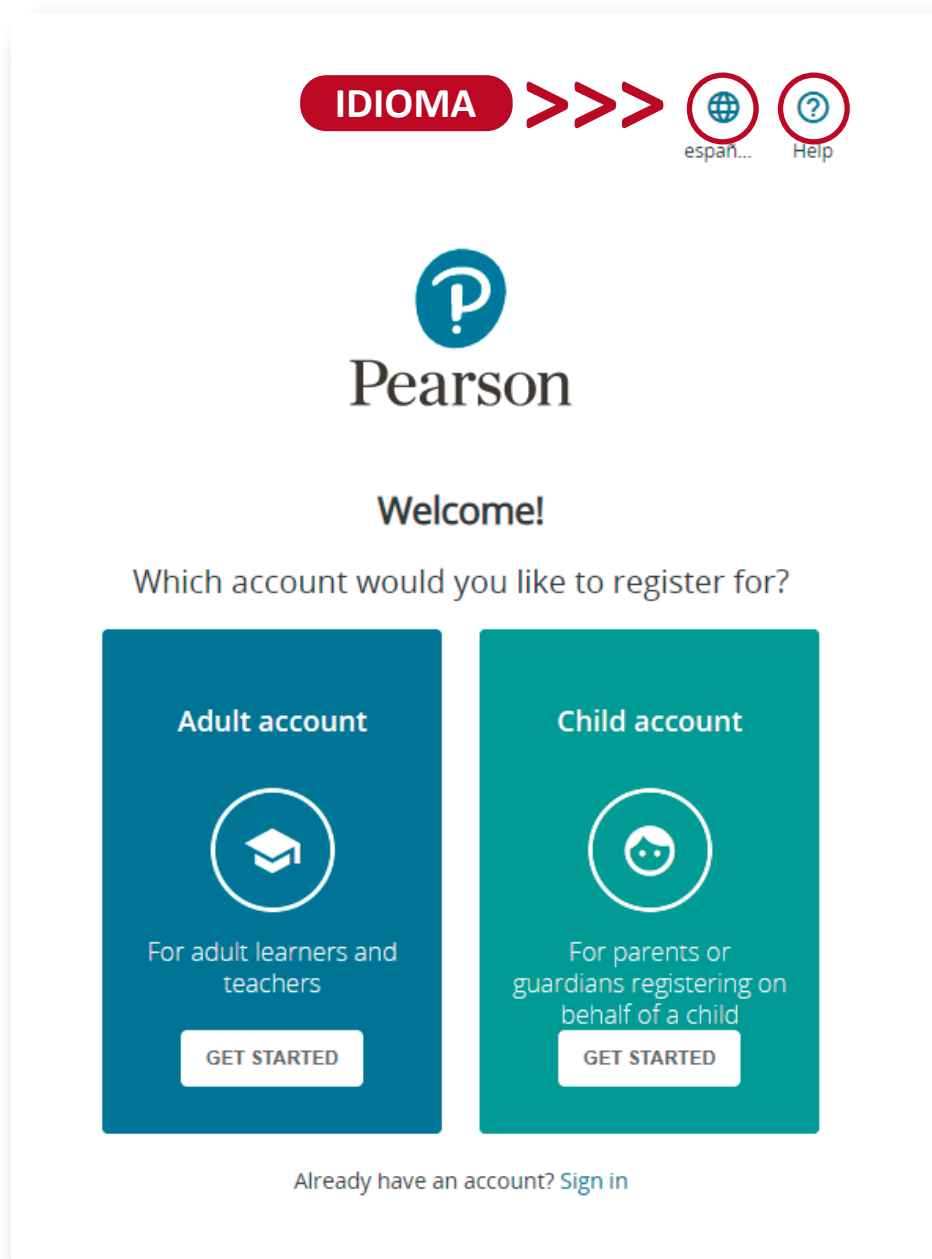 IDIOMA >>>
españ... Help
Pearson
Welcome!
Which account would you like to register for?
Adult account
For adult learners and
teachers
GET STARTED
Child account
For parents or
guardians registering on
behalf of a child
GET STARTED
Already have an account? Sign in